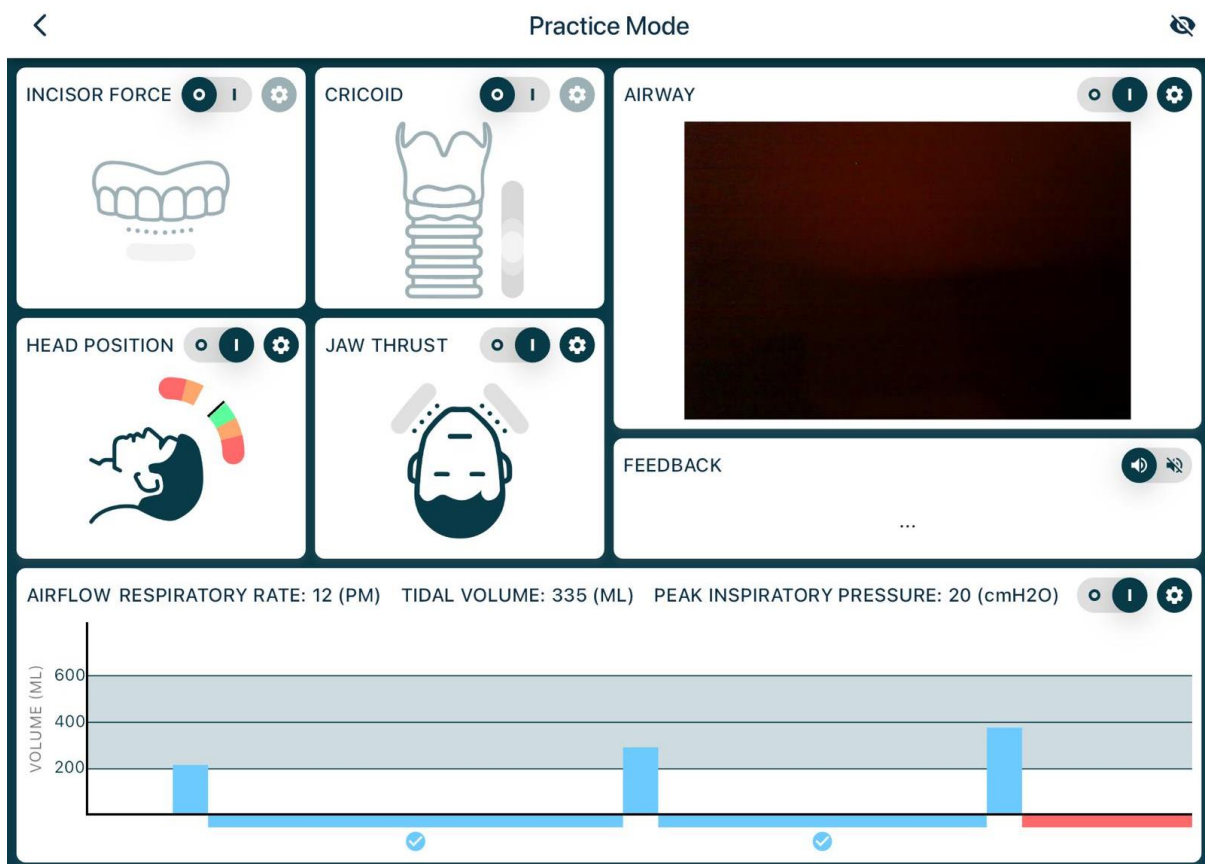 Practice Mode
INCISOR FORCE
CRICOID
AIRWAY
HEAD POSITION
JAW THRUST
FEEDBACK
...
AIRFLOW RESPIRATORY RATE: 12 (PM) TIDAL VOLUME: 335 (ML) PEAK INSPIRATORY PRESSURE: 20 (cmH2O)
VOLUME (ML)
600
400
200